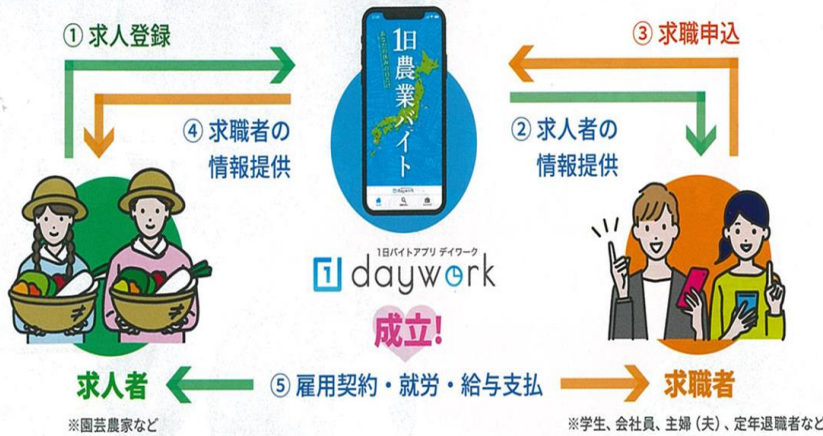 ① 求人登録
③ 求職申込
1日農業バイト
daywork
④ 求職者の
情報提供
② 求人者の
情報提供
1日バイトアプリ デイワーク
1 daywork
成立!
求人者
⑤ 雇用契約・就労・給与支払
求職者
※園芸農家など
※学生、会社員、主婦（夫）、定年退職者など